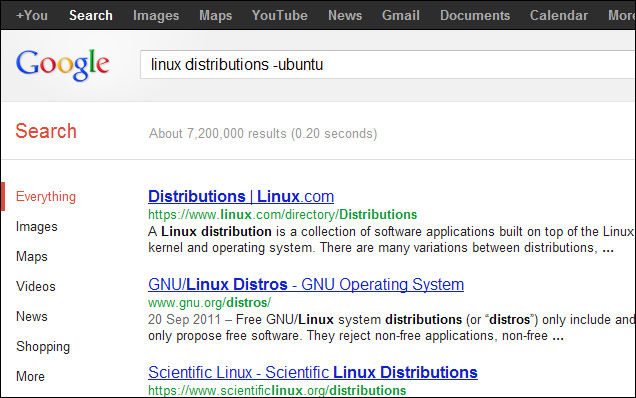 +You Search Images Maps YouTube News Gmail Documents Calendar More
Google
linux distributions -ubuntu
Search
About 7,200,000 results (0.20 seconds)
Everything
Images
Maps
Videos
News
Shopping
More
Distributions | Linux.com
https://www.linux.com/directory/Distributions
A Linux distribution is a collection of software applications built on top of the Linux
kernel and operating system. There are many variations between distributions, ...
GNU/Linux Distros - GNU Operating System
www.gnu.org/distros/
20 Sep 2011 – Free GNU/Linux system distributions (or “distros”) only include and
only propose free software. They reject non-free applications, non-free ...
Scientific Linux - Scientific Linux Distributions
https://www.scientificlinux.org/distributions